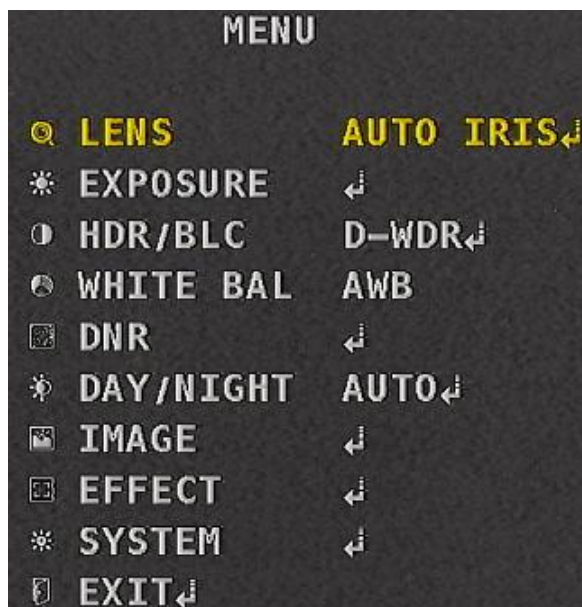 MENU
LENS AUTO IRIS↲
EXPOSURE ↲
HDR/BLC D-WDR↲
WHITE BAL AWB
DNR ↲
DAY/NIGHT AUTO↲
IMAGE ↲
EFFECT ↲
SYSTEM ↲
EXIT↲